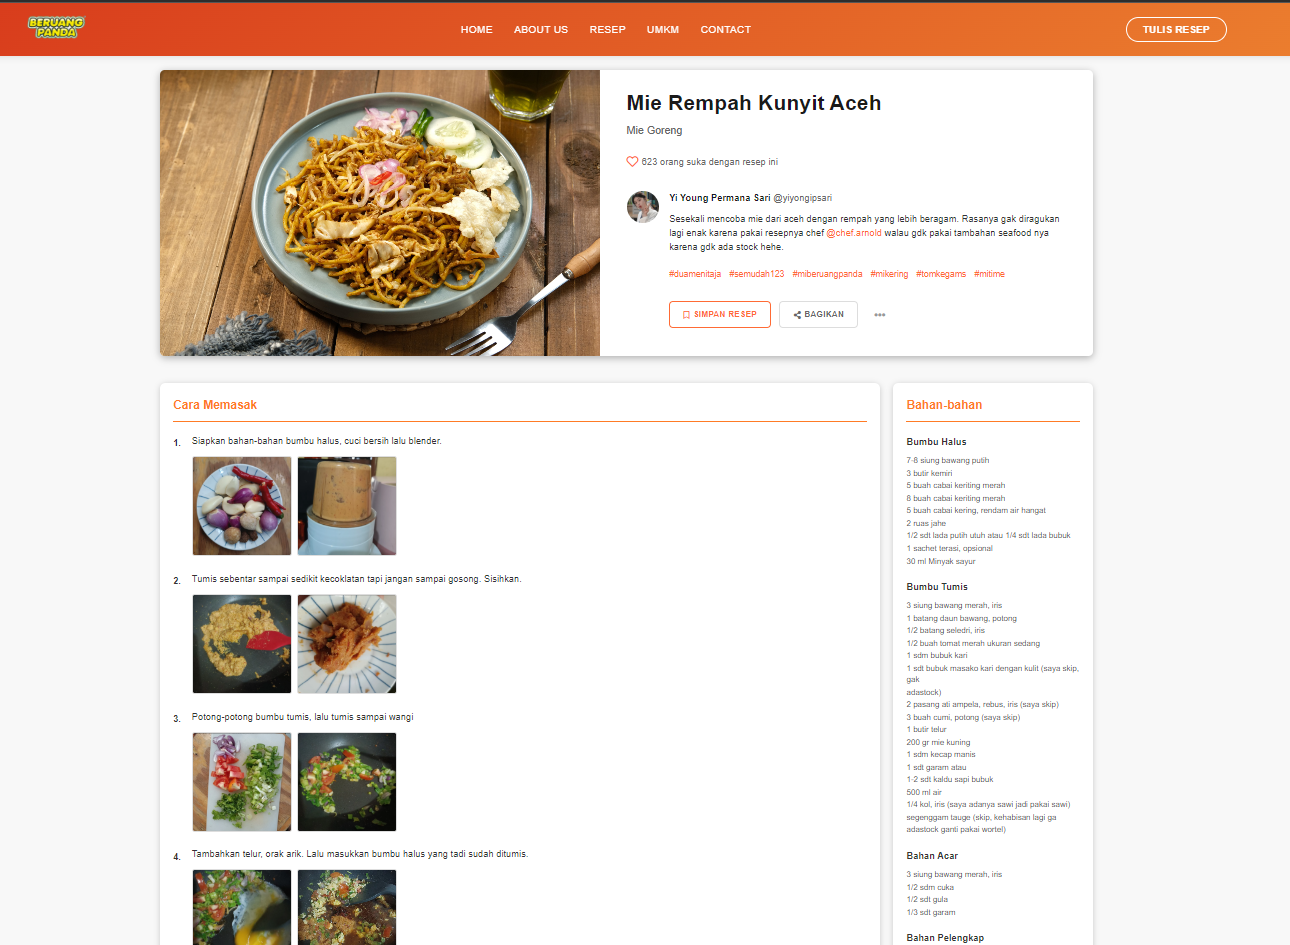 BERUANG
PANDA
HOME
ABOUT US
RESEP
UMKM
CONTACT
TULIS RESEP
Mie Rempah Kunyit Aceh
Mie Goreng
623 orang suka dengan resep ini
Yi Young Permana Sari @yiyongipsari
Sesekali mencoba mie dari aceh dengan rempah yang lebih beragam. Rasanya gak diragukan
lagi enak karena pakai resepnya chef @chef.arnold walau gdk pakai tambahan seafood nya
karena gdk ada stock hehe.
#duamenitaja #semudah123 #miberuangpanda #mikering #tomkegams #mitime
SIMPAN RESEP
BAGIKAN
Cara Memasak
1. Siapkan bahan-bahan bumbu halus, cuci bersih lalu blender.
2. Tumis sebentar sampai sedikit kecoklatan tapi jangan sampai gosong. Sisihkan.
3. Potong-potong bumbu tumis, lalu tumis sampai wangi
4. Tambahkan telur, orak arik. Lalu masukkan bumbu halus yang tadi sudah ditumis.
Bahan-bahan
Bumbu Halus
7-8 siung bawang putih
3 butir kemiri
5 buah cabai keriting merah
8 buah cabai keriting merah
5 buah cabai kering, rendam air hangat
2 ruas jahe
1/2 sdt lada putih utuh atau 1/4 sdt lada bubuk
1 sachet terasi, opsional
30 ml Minyak sayur
Bumbu Tumis
3 siung bawang merah, iris
1 batang daun bawang, potong
1/2 batang seledri, iris
1/2 buah tomat merah ukuran sedang
1 sdm bubuk kari
1 sdt bubuk masako kari dengan kulit (saya skip,
gak
adastock)
2 pasang ati ampela, rebus, iris (saya skip)
3 buah cumi, potong (saya skip)
1 butir telur
200 gr mie kuning
1 sdm kecap manis
1 sdt garam atau
1-2 sdt kaldu sapi bubuk
500 ml air
1/4 kol, iris (saya adanya sawi jadi pakai sawi)
segenggam tauge (skip, kehabisan lagi ga
adastock ganti pakai wortel)
Bahan Acar
3 siung bawang merah, iris
1/2 sdm cuka
1/2 sdt gula
1/3 sdt garam
Bahan Pelengkap